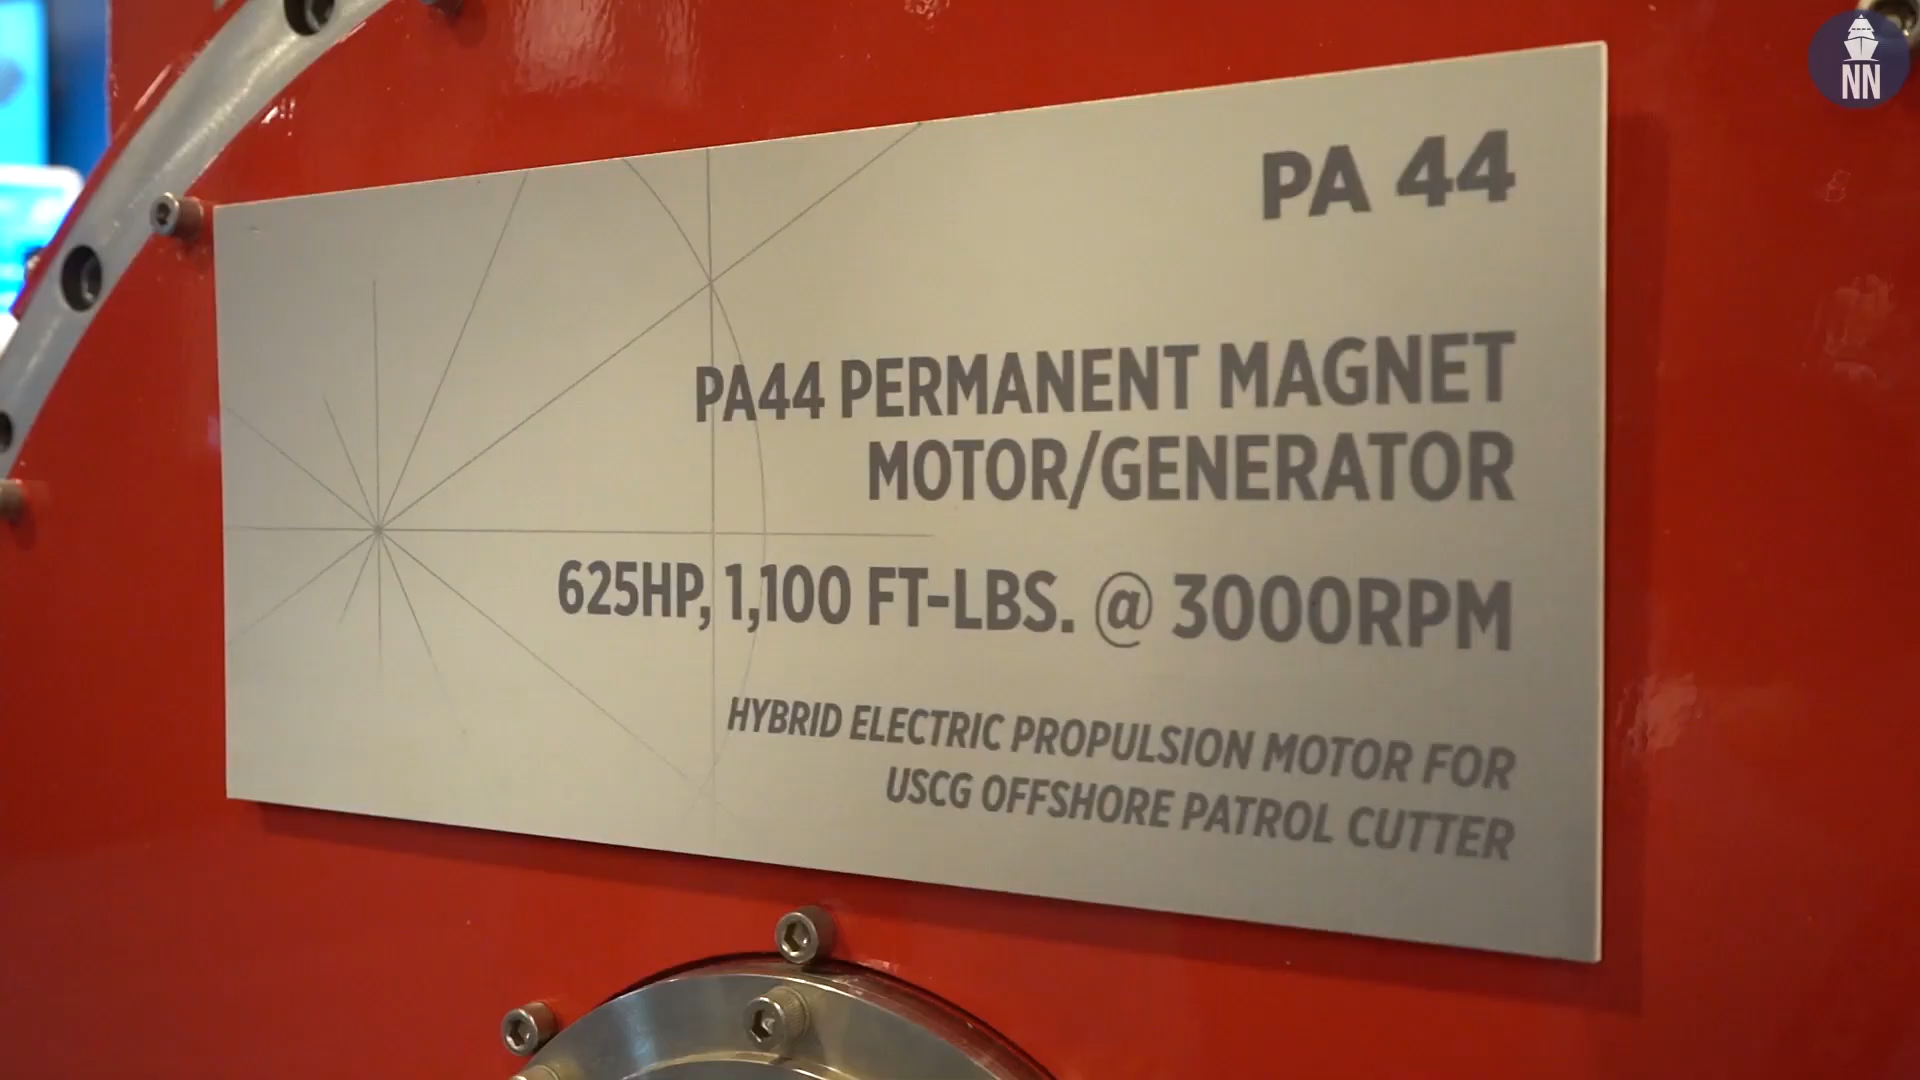 NN
PA 44
PA44 PERMANENT MAGNET
MOTOR/GENERATOR
625HP, 1,100 FT-LBS. @ 3000RPM
HYBRID ELECTRIC PROPULSION MOTOR FOR
USCG OFFSHORE PATROL CUTTER